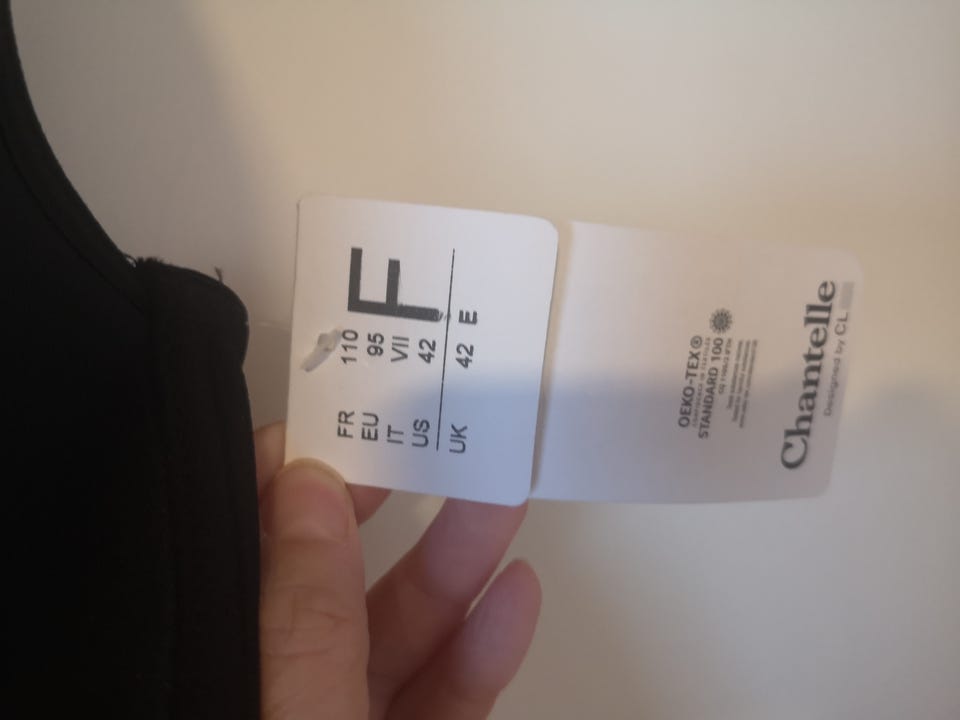 FR 110
EU 95
IT VII
US 42
F
UK 42 E
OEKO-TEX®
STANDARD 100
Chantelle
Designed by CL